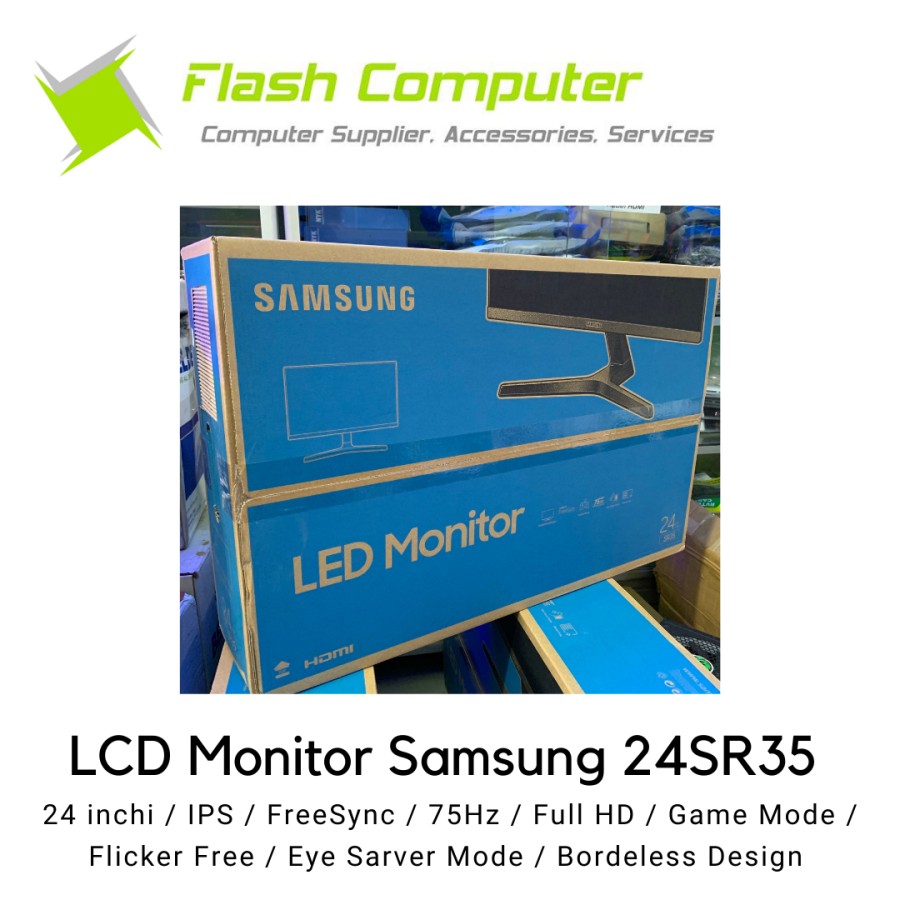 Flash Computer
Computer Supplier, Accessories, Services
SAMSUNG
LED Monitor
24
SR35
HDMI
LCD Monitor Samsung 24SR35
24 inchi / IPS / FreeSync / 75Hz / Full HD / Game Mode /
Flicker Free / Eye Sarver Mode / Bordeless Design